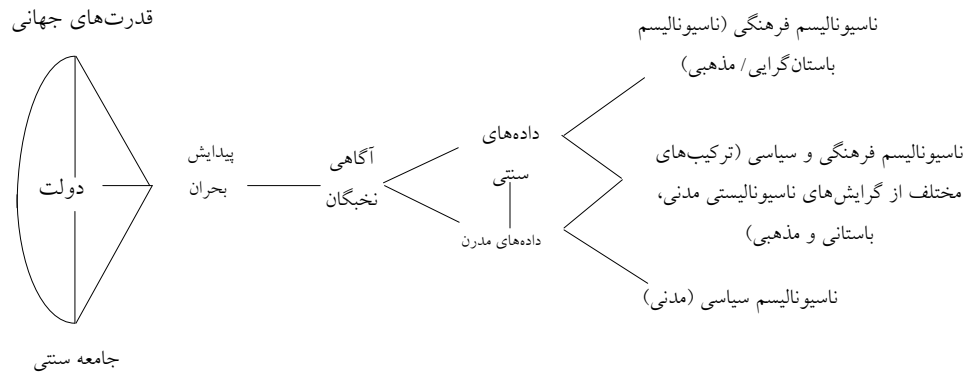 قدرت‌های جهانی
دولت
جامعه سنتی
پیدایش
بحران
آگاهی
نخبگان
داده‌های
سنتی
داده‌های مدرن
ناسیونالیسم فرهنگی (ناسیونالیسم
باستان‌گرایی/ مذهبی)
ناسیونالیسم فرهنگی و سیاسی (ترکیب‌های
مختلف از گرایش‌های ناسیونالیستی مدنی،
باستانی و مذهبی)
ناسیونالیسم سیاسی (مدنی)